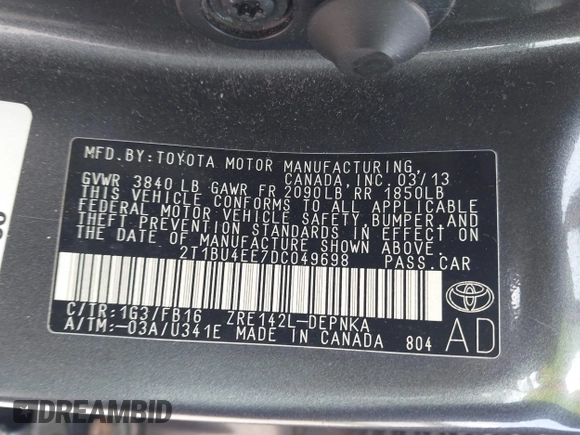 MFD. BY: TOYOTA MOTOR MANUFACTURING,
CANADA, INC. 03/13
GVWR 3840 LB GAWR FR 2090LB RR 1850LB
THIS VEHICLE CONFORMS TO ALL APPLICABLE
FEDERAL MOTOR VEHICLE SAFETY, BUMPER, AND
THEFT PREVENTION STANDARDS IN EFFECT ON
THE DATE OF MANUFACTURE SHOWN ABOVE.
2T1BU4EE7DC049698 PASS. CAR
C/TR: 1G3/FB16 ZRE142L-DEPNKA
A/TM: -03A/U341E MADE IN CANADA 804
AD
DREAMBID